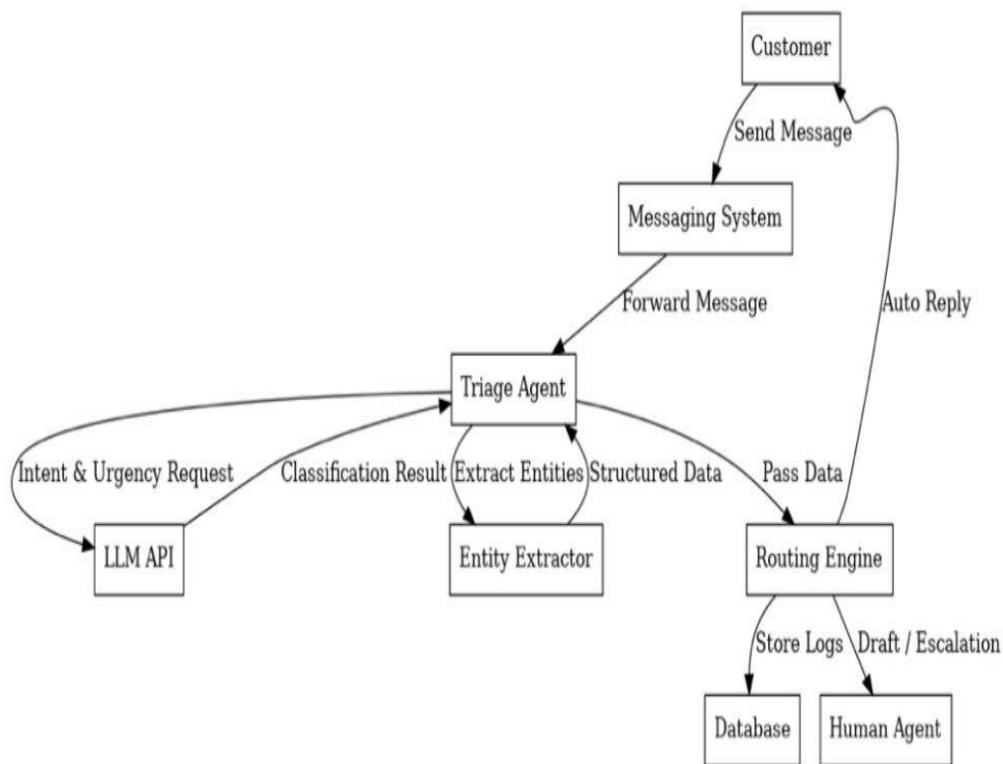 Customer
Send Message
Messaging System
Forward Message
Auto Reply
Triage Agent
Intent & Urgency Request
Classification Result
Extract Entities
Structured Data
Pass Data
LLM API
Entity Extractor
Routing Engine
Store Logs
Draft / Escalation
Database
Human Agent